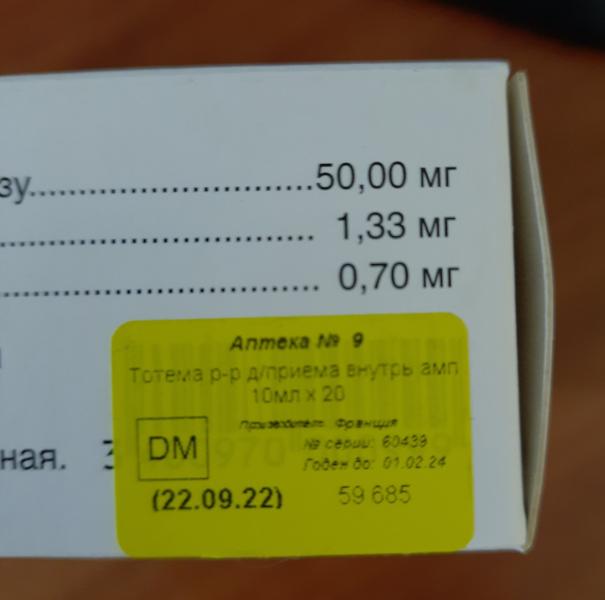 зу..............................50,00 мг
.................................. 1,33 мг
.................................. 0,70 мг
Аптека № 9
Тотема р-р д/приема внутрь амп
10мл x 20
Производитель: Франция
DM
№ серии: 60439
ная. 3
Годен до: 01.02.24
(22.09.22)
59 685